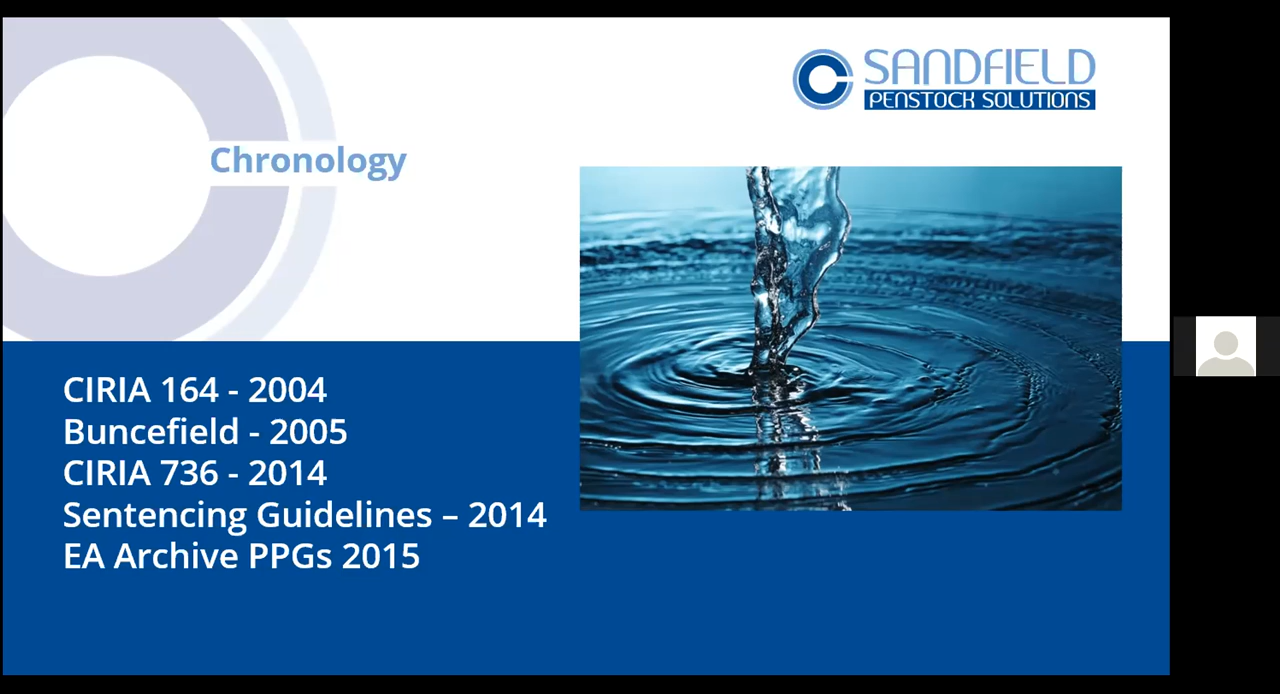 SANDFIELD
PENSTOCK SOLUTIONS
Chronology
CIRIA 164 - 2004
Buncefield - 2005
CIRIA 736 - 2014
Sentencing Guidelines – 2014
EA Archive PPGs 2015